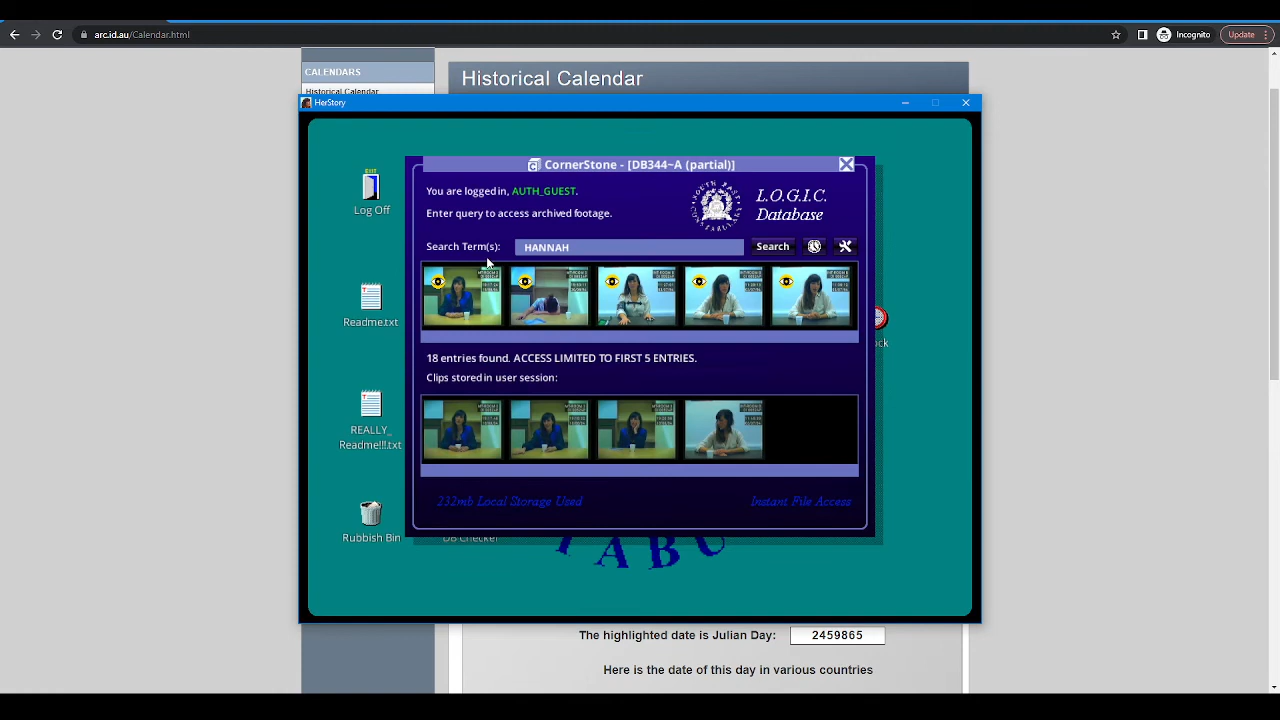 arc.id.au/Calendar.html
Incognito
Update
CALENDARS
Historical Calendar
Historical Calendar
HerStory
CornerStone - [DB344~A (partial)]
You are logged in, AUTH_GUEST.
Enter query to access archived footage.
L.O.G.I.C.
Database
Search Term(s):
HANNAH
Search
18 entries found. ACCESS LIMITED TO FIRST 5 ENTRIES.
Clips stored in user session:
232mb Local Storage Used
Instant File Access
EXIT
Log Off
Readme.txt
REALLY_
Readme!!!.txt
Rubbish Bin
DB Checker
ock
TABU
The highlighted date is Julian Day:
2459865
Here is the date of this day in various countries